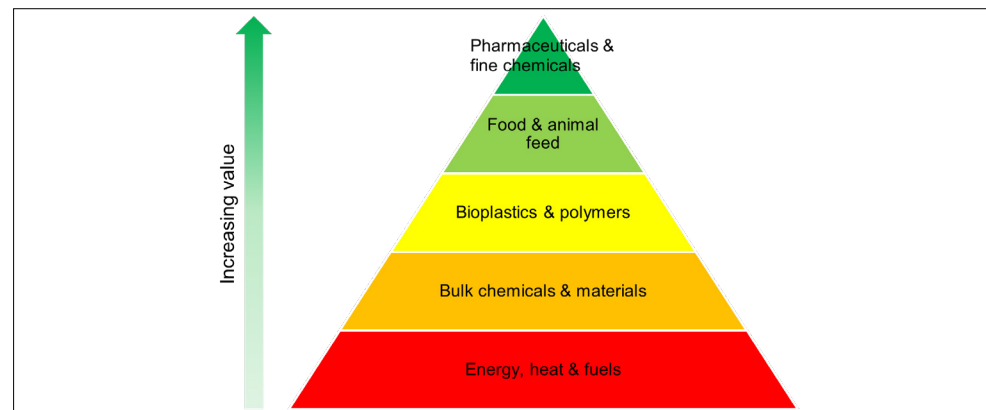 Pharmaceuticals &
fine chemicals
Food & animal
feed
Increasing value
Bioplastics & polymers
Bulk chemicals & materials
Energy, heat & fuels